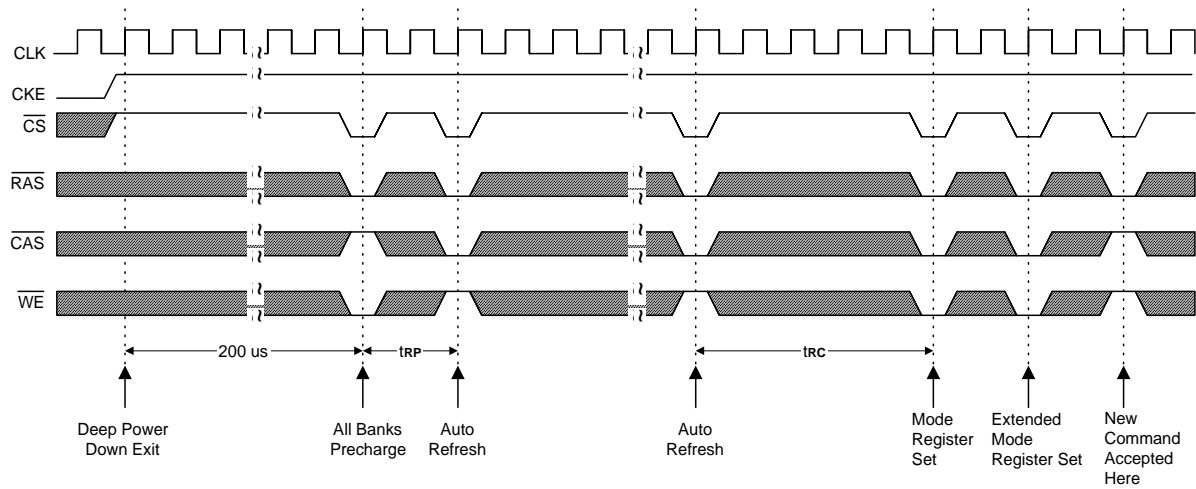 CLK
CKE
CS
RAS
CAS
WE
200 us
tRP
tRC
Deep Power
Down Exit
All Banks
Precharge
Auto
Refresh
Auto
Refresh
Mode
Register
Set
Extended
Mode
Register Set
New
Command
Accepted
Here